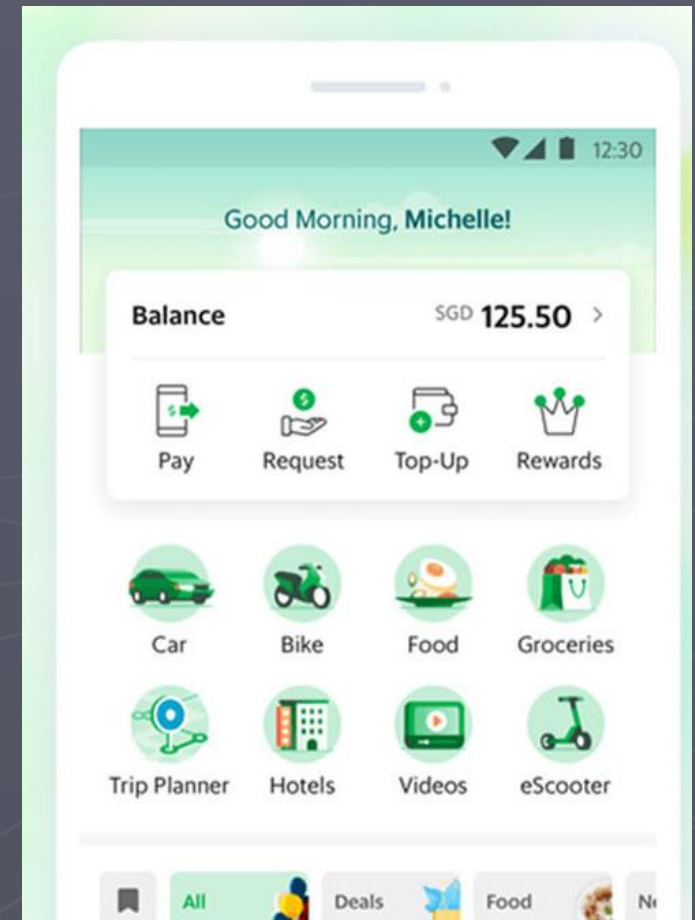 12:30
Good Morning, Michelle!
Balance SGD 125.50 >
Pay Request Top-Up Rewards
Car Bike Food Groceries
Trip Planner Hotels Videos eScooter
All Deals Food